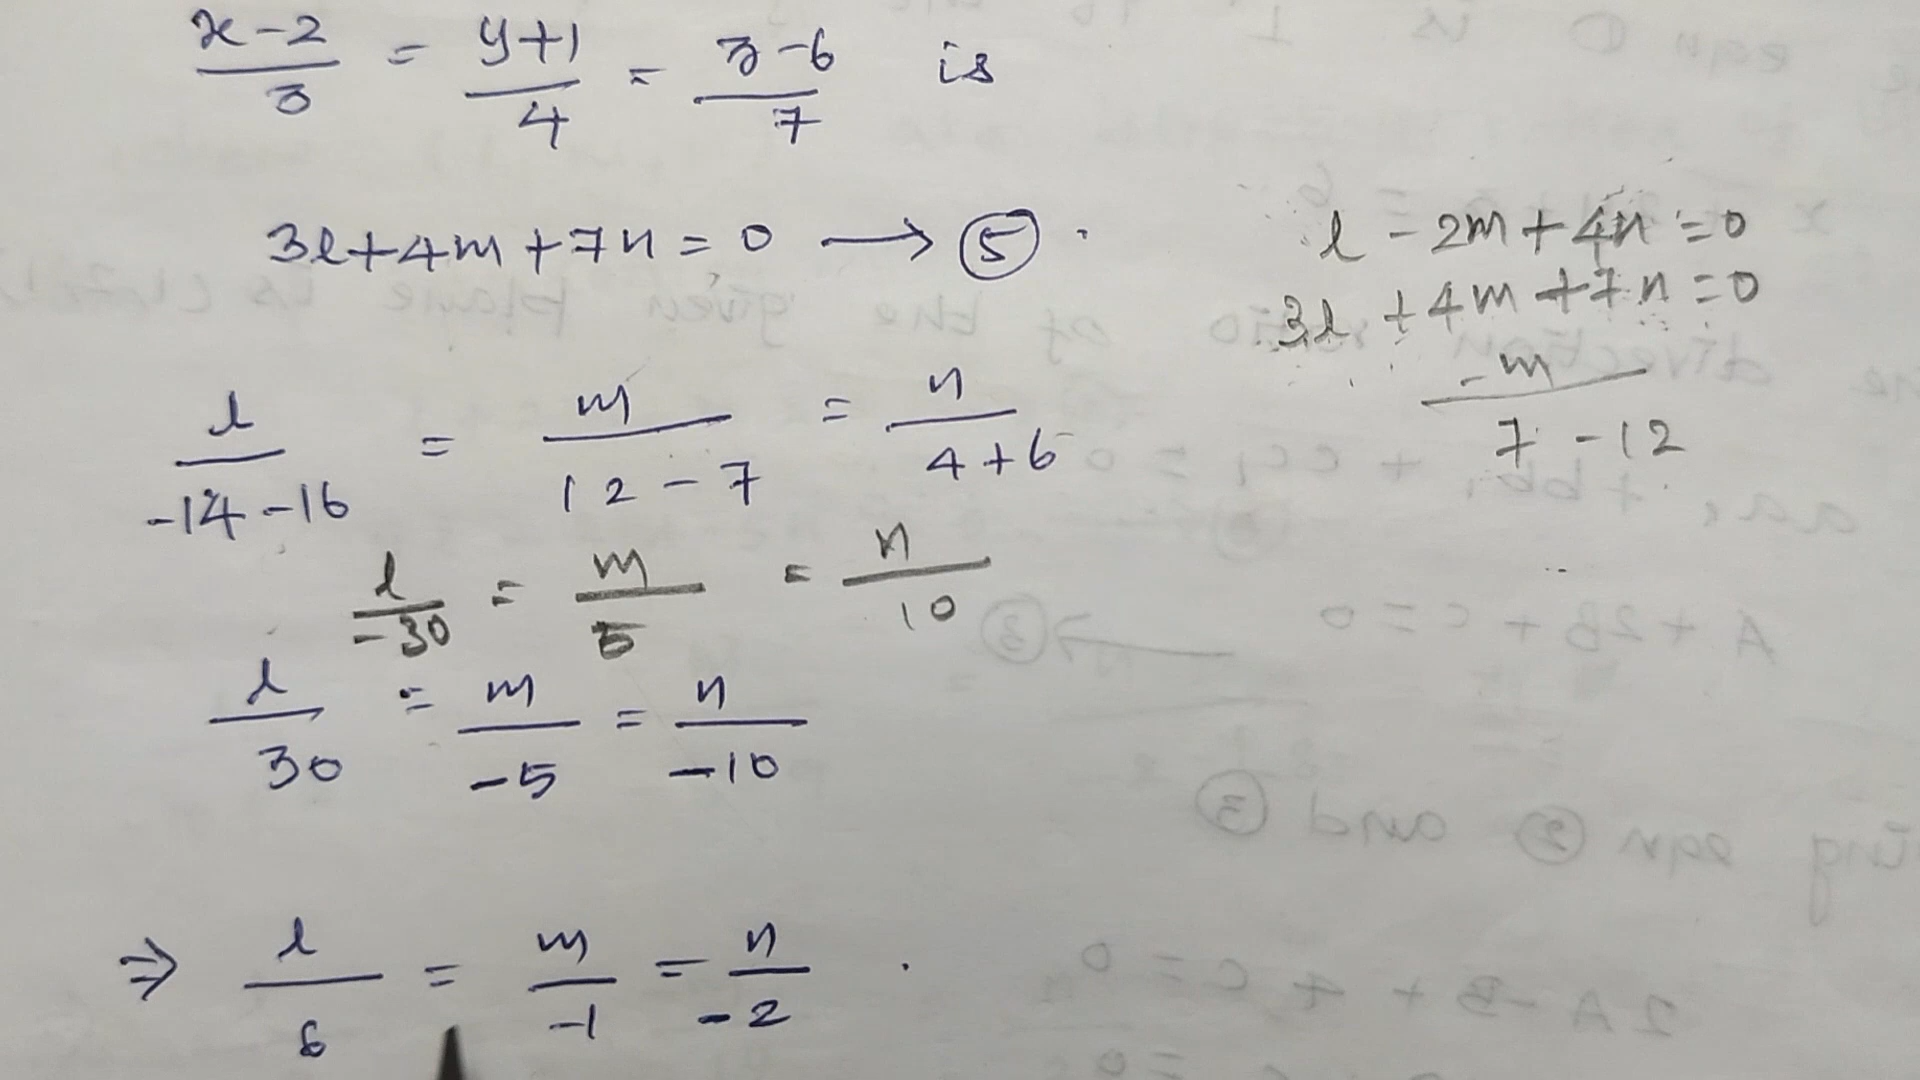 x-2/3 = y+1/4 = z-6/7 is
3l+4m+7n=0 → ⑤.
l/-14-16 = m/12-7 = n/4+6
l/-30 = m/5 = n/10
l/30 = m/-5 = n/-10
⇒ l/6 = m/-1 = n/-2 .
l-2m+4n=0
3l+4m+7n=0
-m/7-12